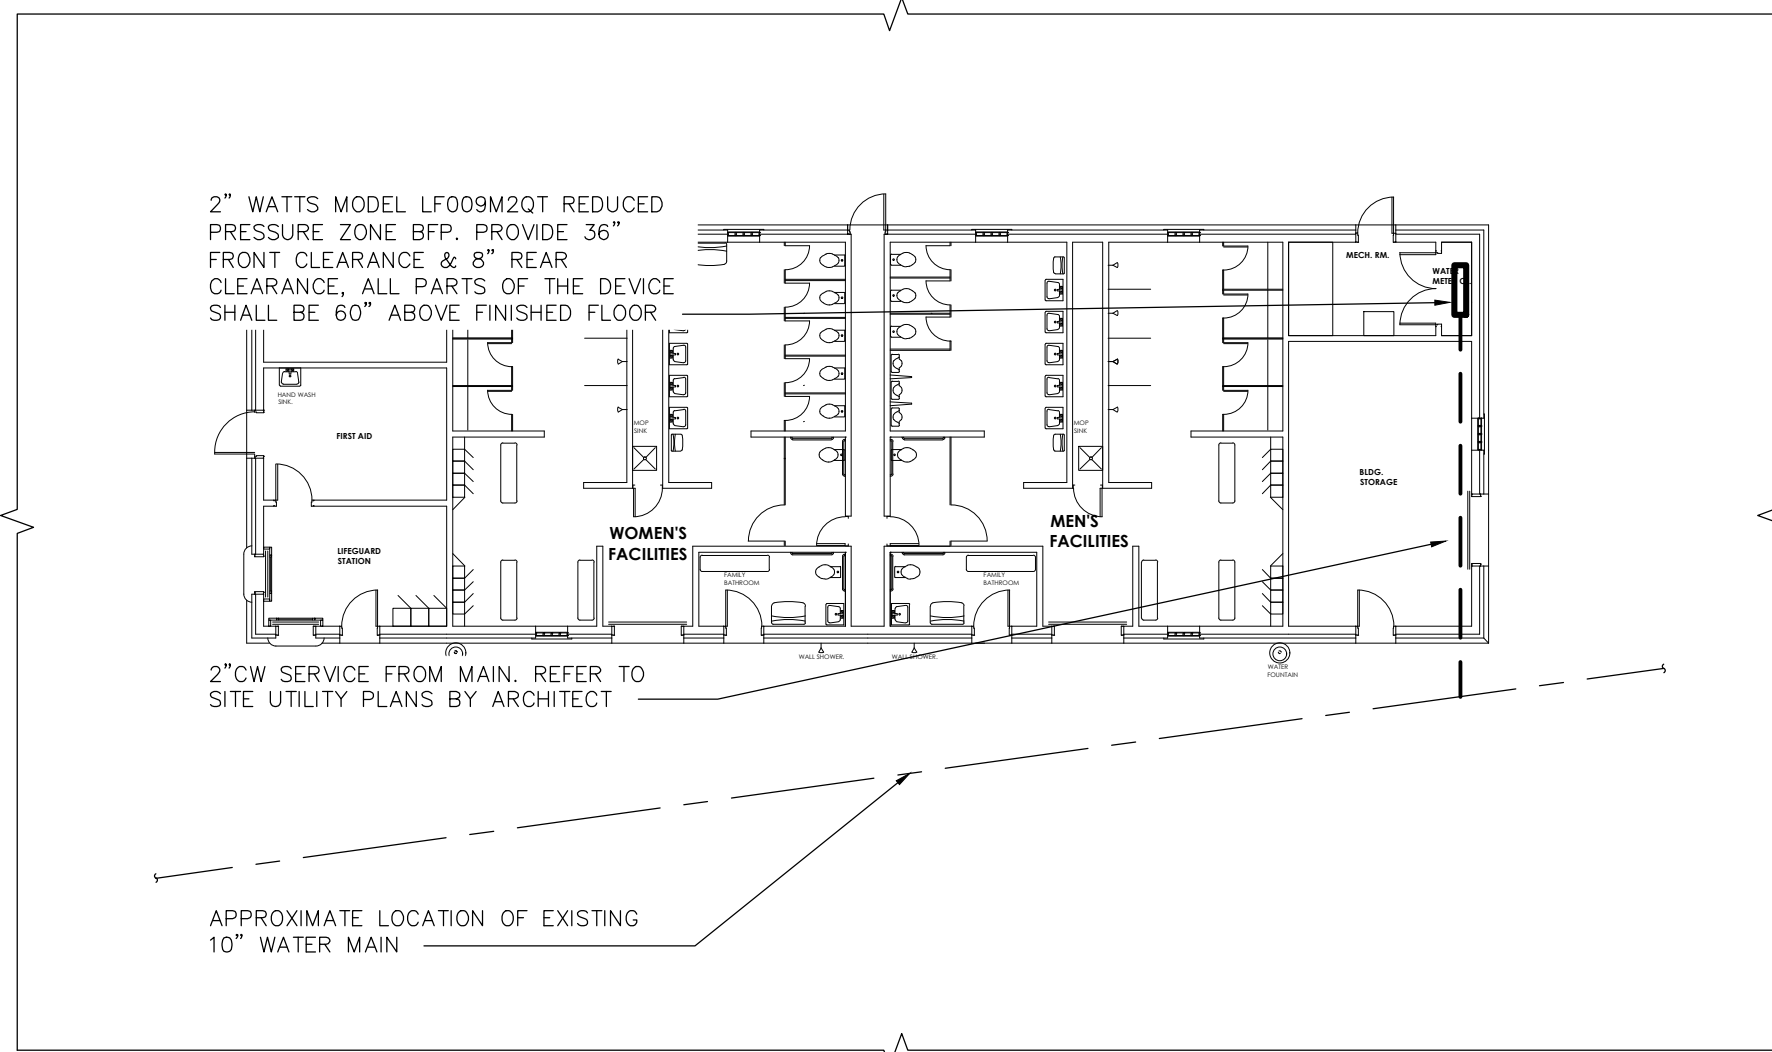 2” WATTS MODEL LF009M2QT REDUCED
PRESSURE ZONE BFP. PROVIDE 36”
FRONT CLEARANCE & 8” REAR
CLEARANCE, ALL PARTS OF THE DEVICE
SHALL BE 60” ABOVE FINISHED FLOOR
MECH. RM.
HAND WASH
SINK.
FIRST AID
MOP
SINK
MOP
SINK
BLDG.
STORAGE
LIFEGUARD
STATION
WOMEN'S
FACILITIES
MEN'S
FACILITIES
FAMILY
BATHROOM
FAMILY
BATHROOM
WALL SHOWER.
WALL SHOWER.
WATER
FOUNTAIN
2”CW SERVICE FROM MAIN. REFER TO
SITE UTILITY PLANS BY ARCHITECT
APPROXIMATE LOCATION OF EXISTING
10” WATER MAIN